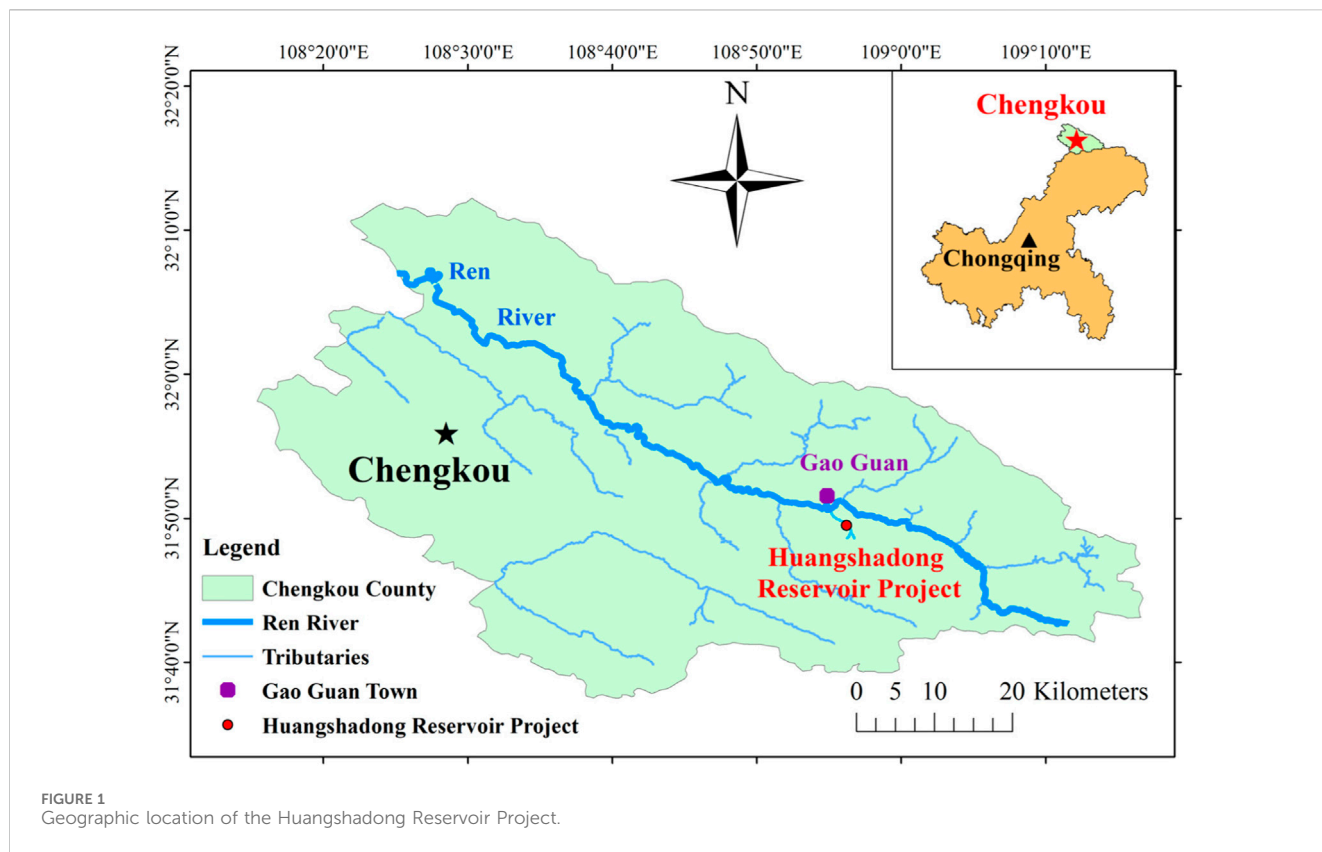 108°20'0"E 108°30'0"E 108°40'0"E 108°50'0"E 109°0'0"E 109°10'0"E
32°20'0"N
32°10'0"N
32°0'0"N
31°50'0"N
31°40'0"N
N
Chengkou
Chongqing
Ren
River
Chengkou
Gao Guan
Huangshadong
Reservoir Project
Legend
Chengkou County
Ren River
Tributaries
Gao Guan Town
Huangshadong Reservoir Project
0 5 10 20 Kilometers
FIGURE 1
Geographic location of the Huangshadong Reservoir Project.